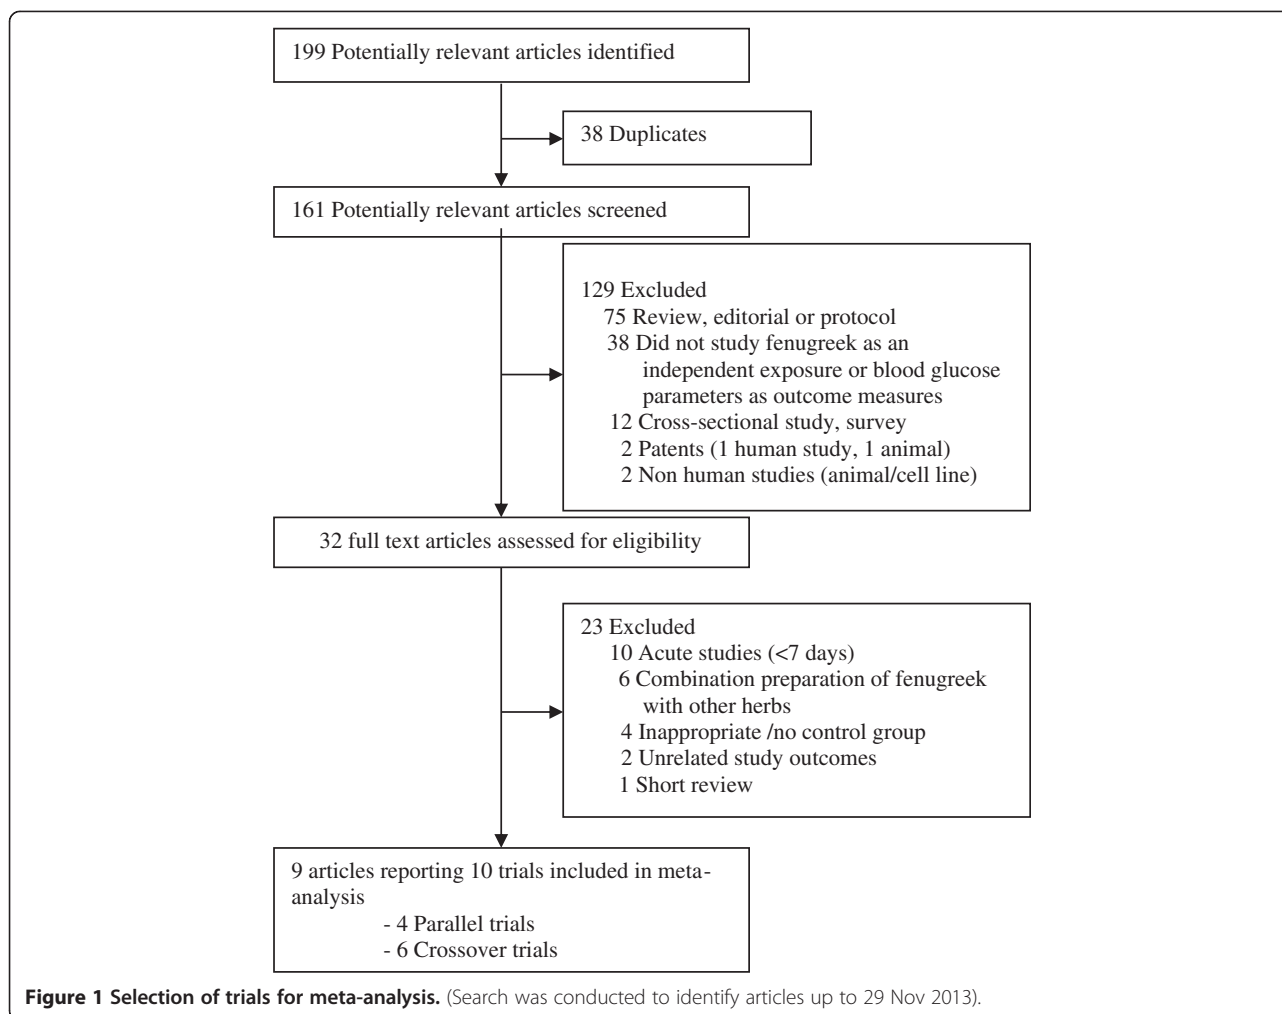 199 Potentially relevant articles identified
38 Duplicates
161 Potentially relevant articles screened
129 Excluded
75 Review, editorial or protocol
38 Did not study fenugreek as an
independent exposure or blood glucose
parameters as outcome measures
12 Cross-sectional study, survey
2 Patents (1 human study, 1 animal)
2 Non human studies (animal/cell line)
32 full text articles assessed for eligibility
23 Excluded
10 Acute studies (<7 days)
6 Combination preparation of fenugreek
with other herbs
4 Inappropriate /no control group
2 Unrelated study outcomes
1 Short review
9 articles reporting 10 trials included in meta-
analysis
- 4 Parallel trials
- 6 Crossover trials
Figure 1 Selection of trials for meta-analysis. (Search was conducted to identify articles up to 29 Nov 2013).